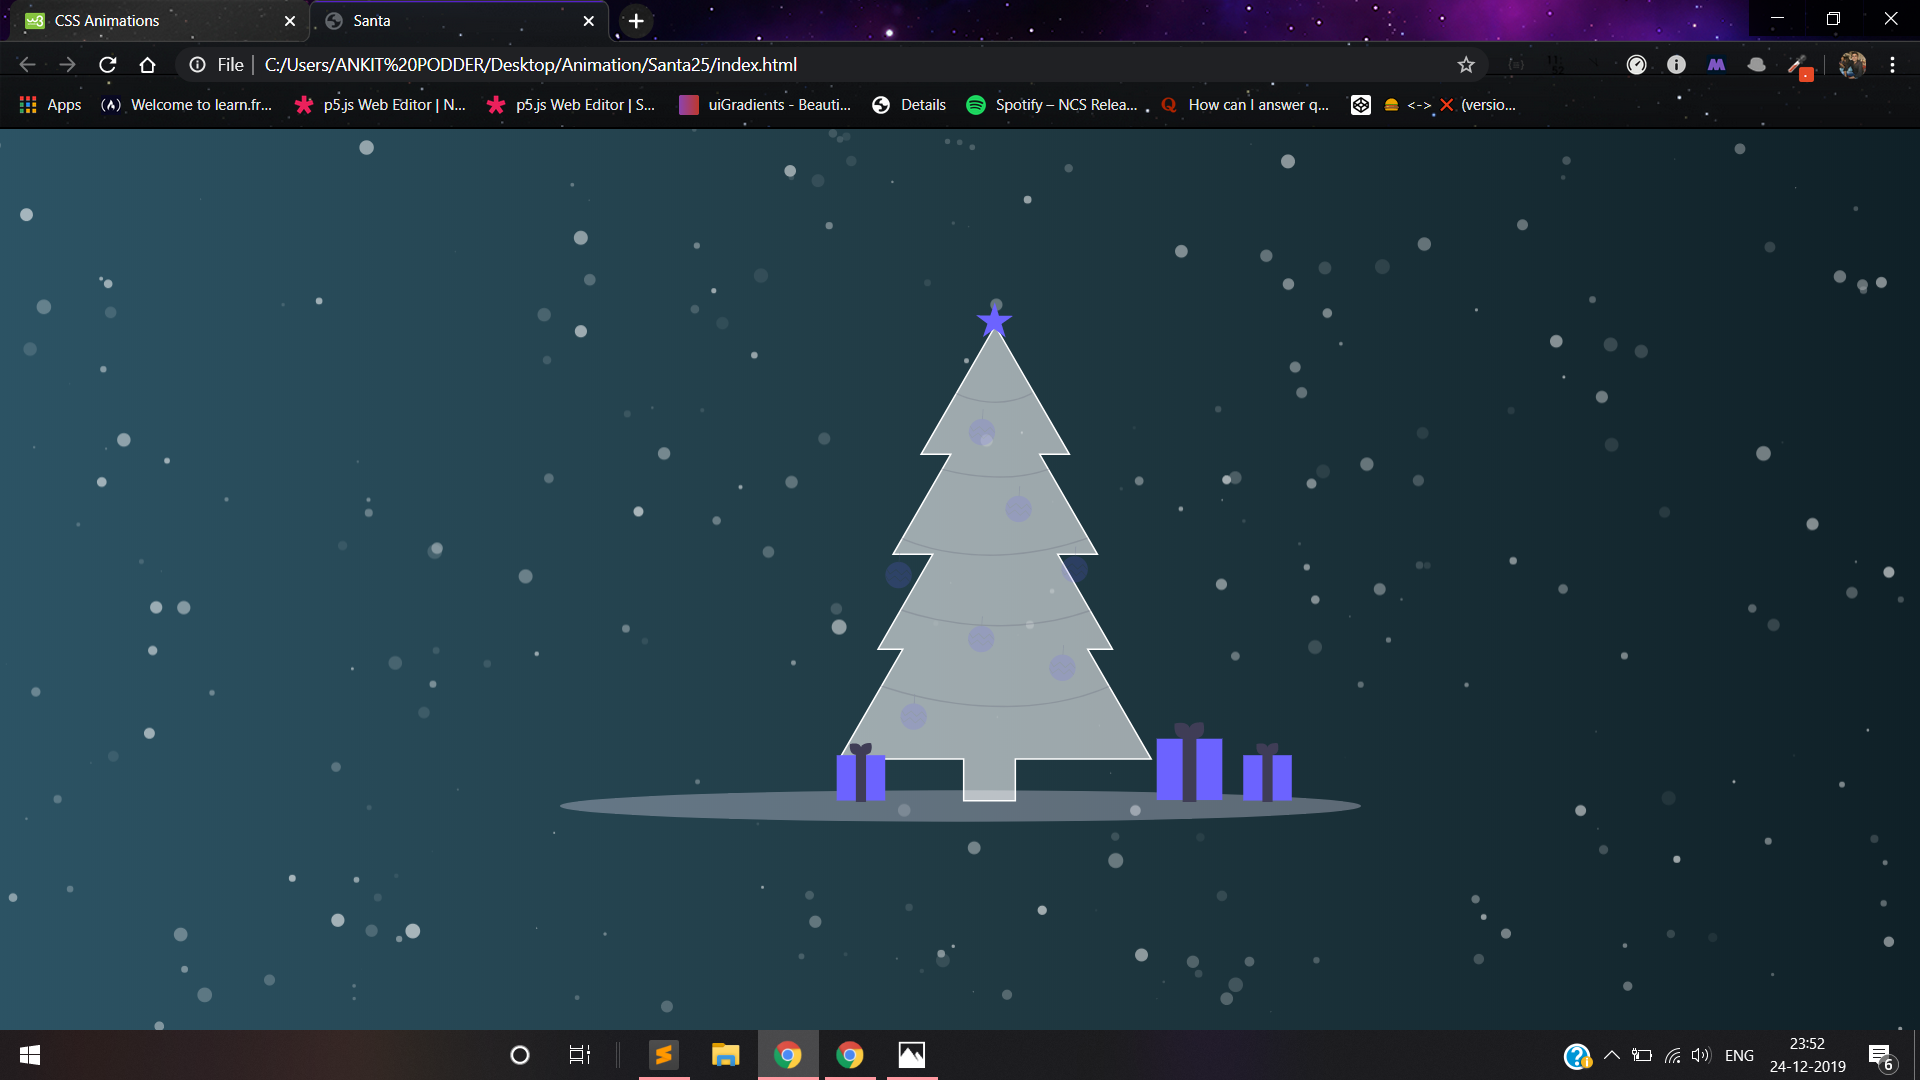 CSS Animations
Santa
File
C:/Users/ANKIT%20PODDER/Desktop/Animation/Santa25/index.html
Apps
Welcome to learn.fr...
p5.js Web Editor | N...
p5.js Web Editor | S...
uiGradients - Beauti...
Details
Spotify – NCS Relea...
How can I answer q...
<-> ❌ (versio...
ENG
23:52
24-12-2019
6